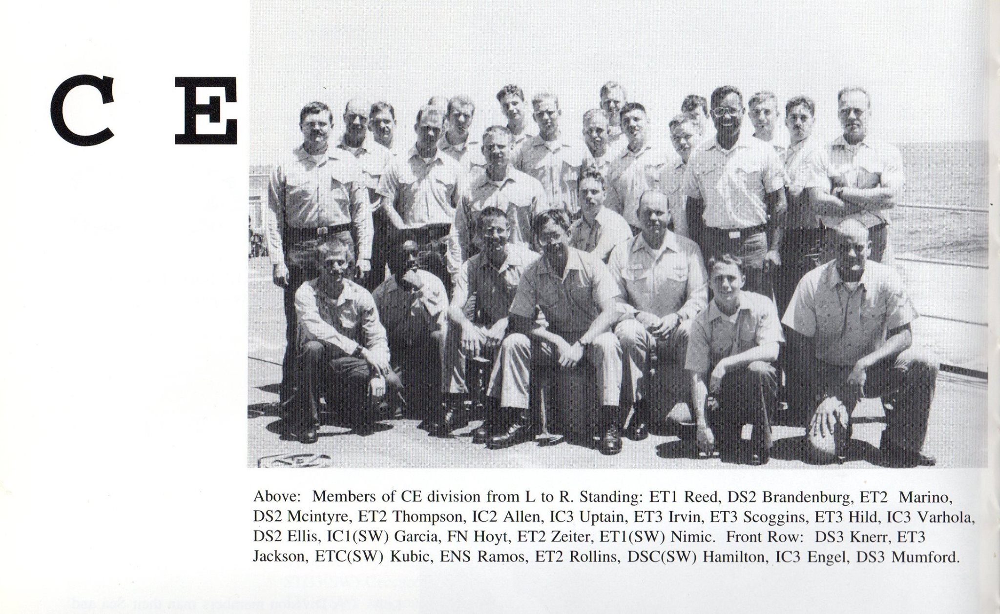 C E
Above: Members of CE division from L to R. Standing: ET1 Reed, DS2 Brandenburg, ET2 Marino,
DS2 Mcintyre, ET2 Thompson, IC2 Allen, IC3 Uptain, ET3 Irvin, ET3 Scoggins, ET3 Hild, IC3 Varhola,
DS2 Ellis, IC1(SW) Garcia, FN Hoyt, ET2 Zeiter, ET1(SW) Nimic. Front Row: DS3 Knerr, ET3
Jackson, ETC(SW) Kubic, ENS Ramos, ET2 Rollins, DSC(SW) Hamilton, IC3 Engel, DS3 Mumford.